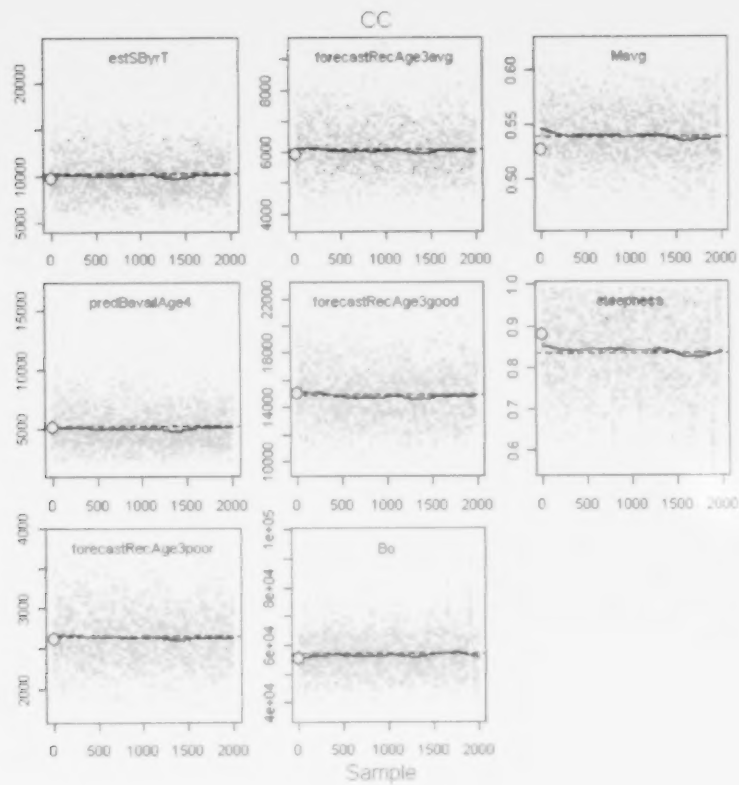 CC
estSByrT
20000
10000
5000
0 500 1000 1500 2000
forecastRecAge3avg
8000
6000
4000
0 500 1000 1500 2000
Mavg
0.60
0.55
0.50
0 500 1000 1500 2000
predBavailAge4
15000
10000
5000
0 500 1000 1500 2000
forecastRecAge3good
22000
18000
14000
10000
0 500 1000 1500 2000
steepness
1.0
0.9
0.8
0.7
0.6
0 500 1000 1500 2000
forecastRecAge3poor
4000
3000
2000
0 500 1000 1500 2000
Bo
1e+05
8e+04
6e+04
4e+04
0 500 1000 1500 2000
Sample